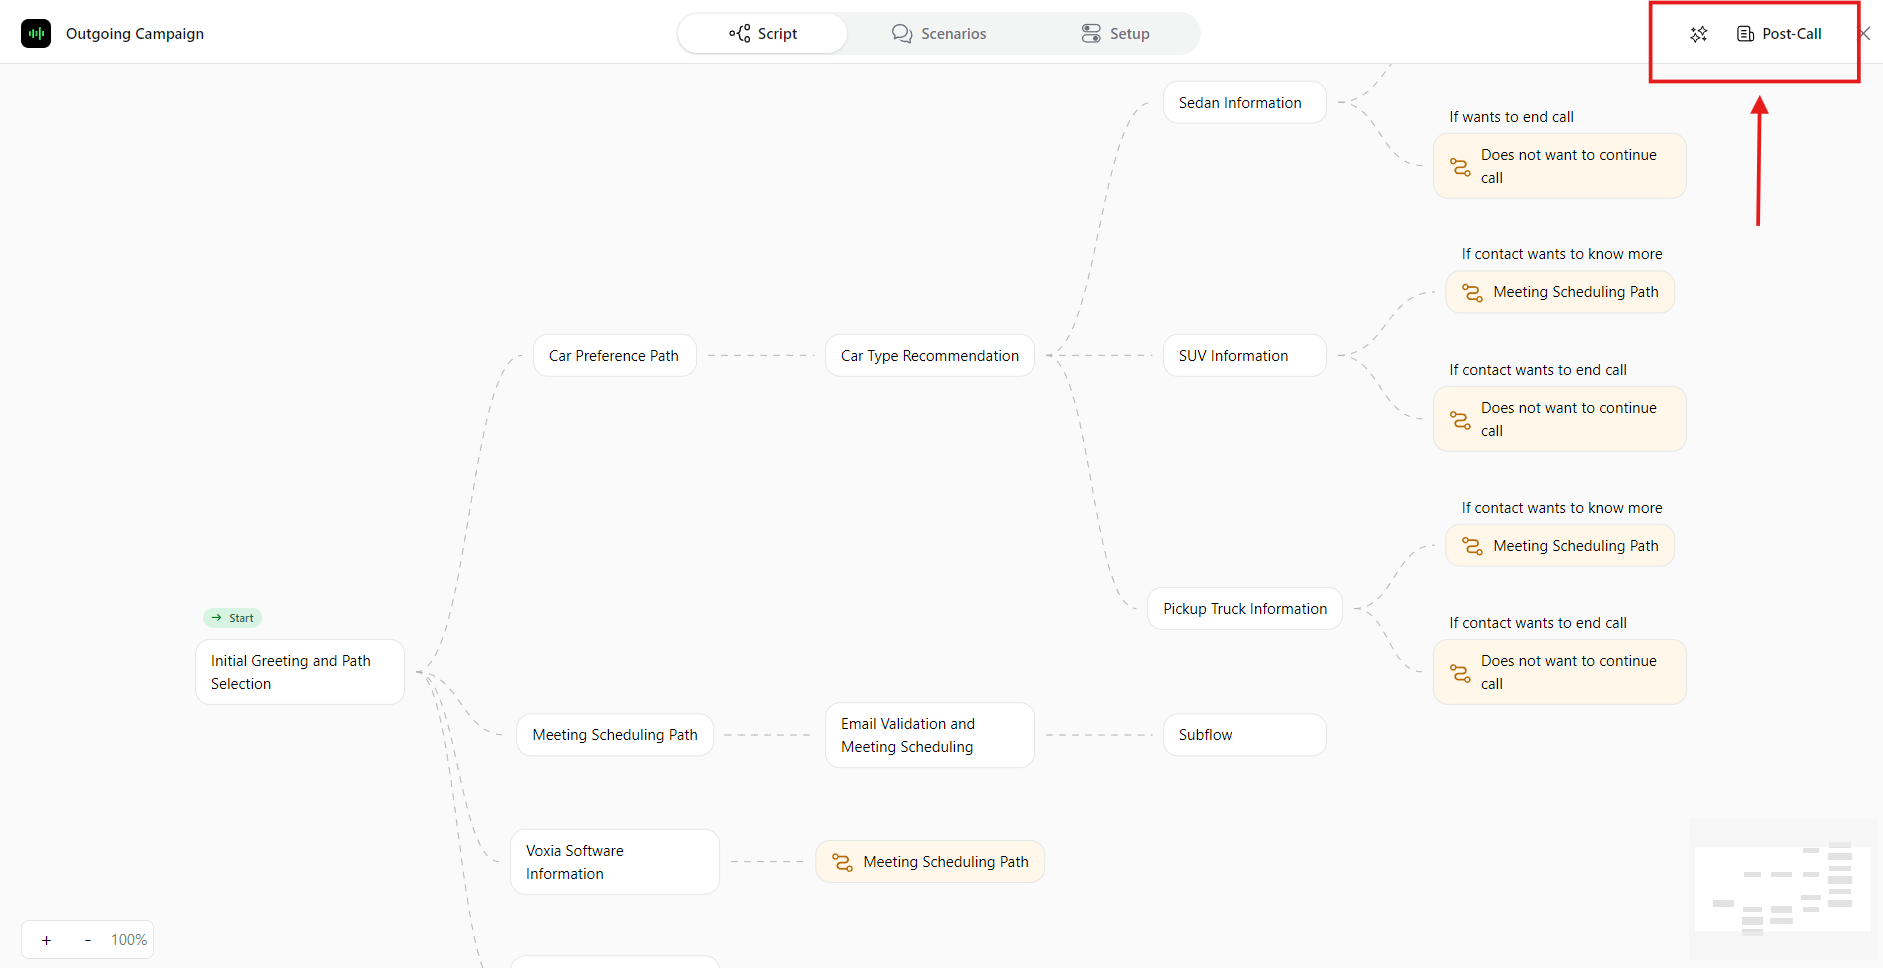 Outgoing Campaign
Script
Scenarios
Setup
Post-Call
Sedan Information
If wants to end call
Does not want to continue
call
If contact wants to know more
Meeting Scheduling Path
Car Preference Path
Car Type Recommendation
SUV Information
If contact wants to end call
Does not want to continue
call
If contact wants to know more
Meeting Scheduling Path
Pickup Truck Information
If contact wants to end call
Does not want to continue
call
Start
Initial Greeting and Path
Selection
Meeting Scheduling Path
Email Validation and
Meeting Scheduling
Subflow
Voxia Software
Information
Meeting Scheduling Path
+ - 100%